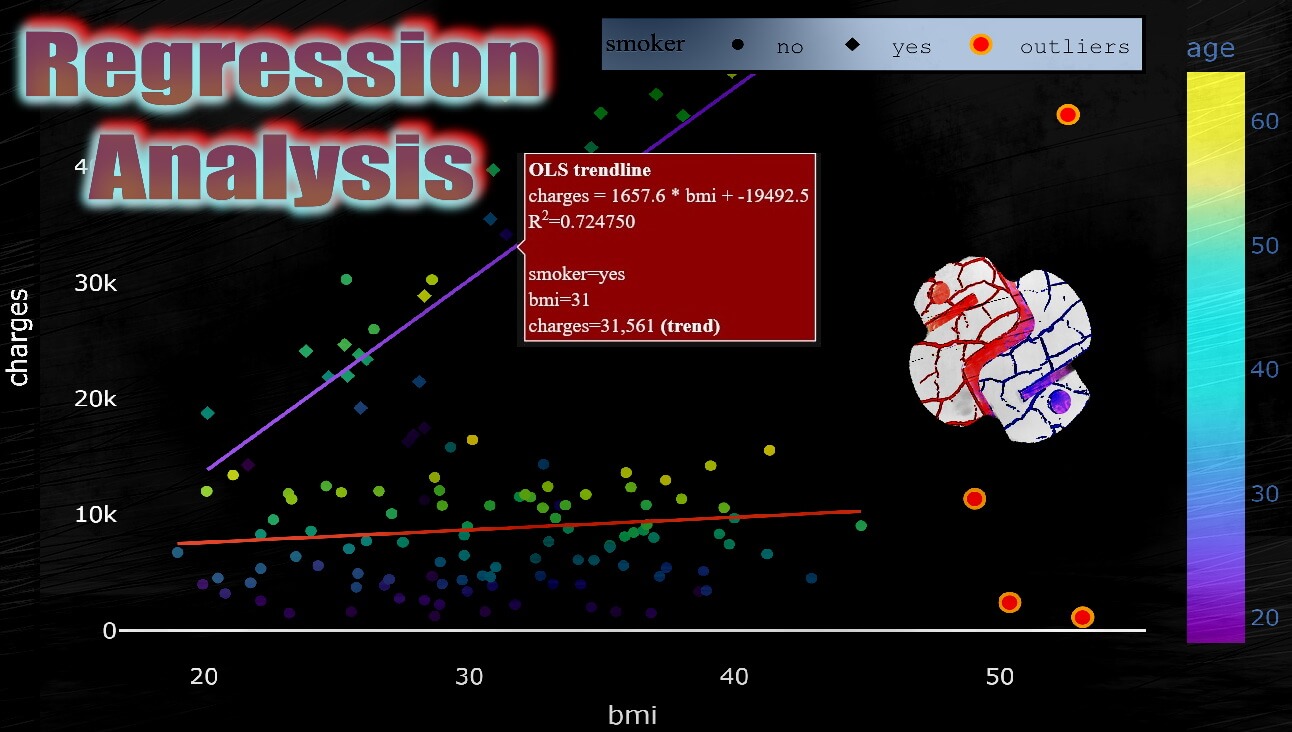 Regression
Analysis
smoker no yes outliers
age
60
50
40
30
20
OLS trendline
charges = 1657.6 * bmi + -19492.5
R²=0.724750
smoker=yes
bmi=31
charges=31,561 (trend)
charges
4
30k
20k
10k
0
20 30 40 50
bmi